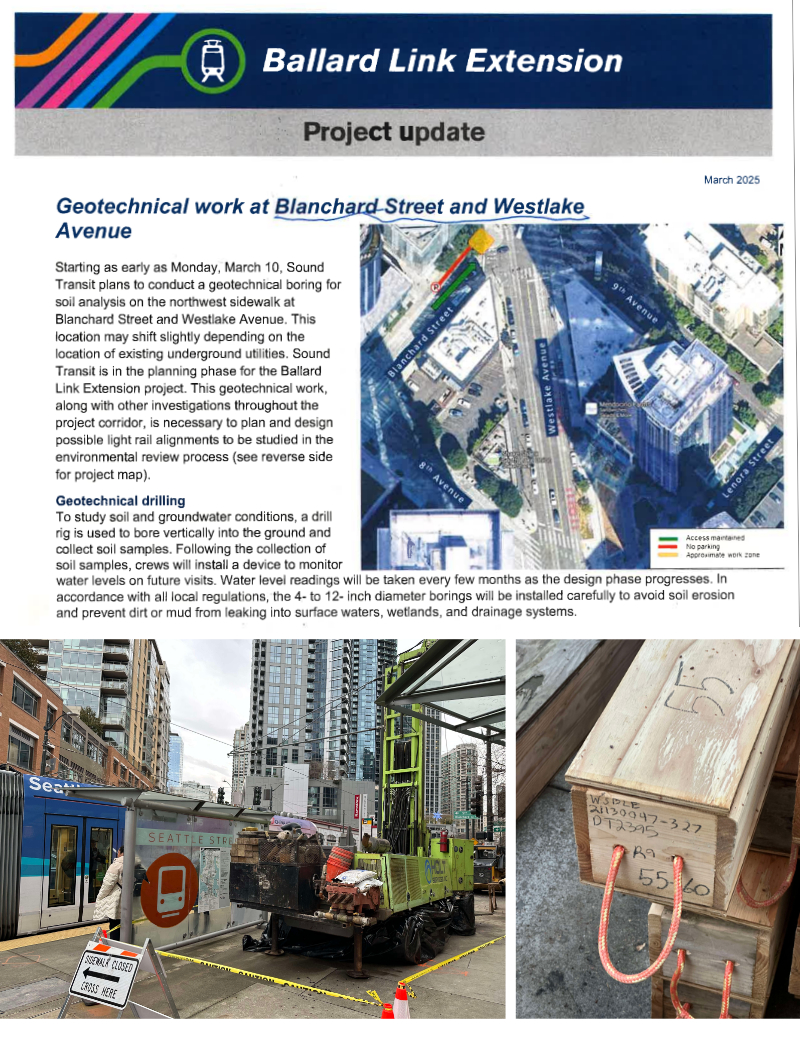 Ballard Link Extension
Project update
March 2025
Geotechnical work at Blanchard Street and Westlake
Avenue
Starting as early as Monday, March 10, Sound
Transit plans to conduct a geotechnical boring for
soil analysis on the northwest sidewalk at
Blanchard Street and Westlake Avenue. This
location may shift slightly depending on the
location of existing underground utilities. Sound
Transit is in the planning phase for the Ballard
Link Extension project. This geotechnical work,
along with other investigations throughout the
project corridor, is necessary to plan and design
possible light rail alignments to be studied in the
environmental review process (see reverse side
for project map).
Geotechnical drilling
To study soil and groundwater conditions, a drill
rig is used to bore vertically into the ground and
collect soil samples. Following the collection of
soil samples, crews will install a device to monitor
water levels on future visits. Water level readings will be taken every few months as the design phase progresses. In
accordance with all local regulations, the 4- to 12- inch diameter borings will be installed carefully to avoid soil erosion
and prevent dirt or mud from leaking into surface waters, wetlands, and drainage systems.
Blanchard Street
9th Avenue
Westlake Avenue
8th Avenue
Lenora Street
Access maintained
No parking
Approximate work zone
Seat
SEATTLE STRE
HOLT
SIDEWALK CLOSED
CROSS HERE
CAUTION CAUTION CAUTION
55
WSBLE
21130047-327
DT2395
R9
55-60